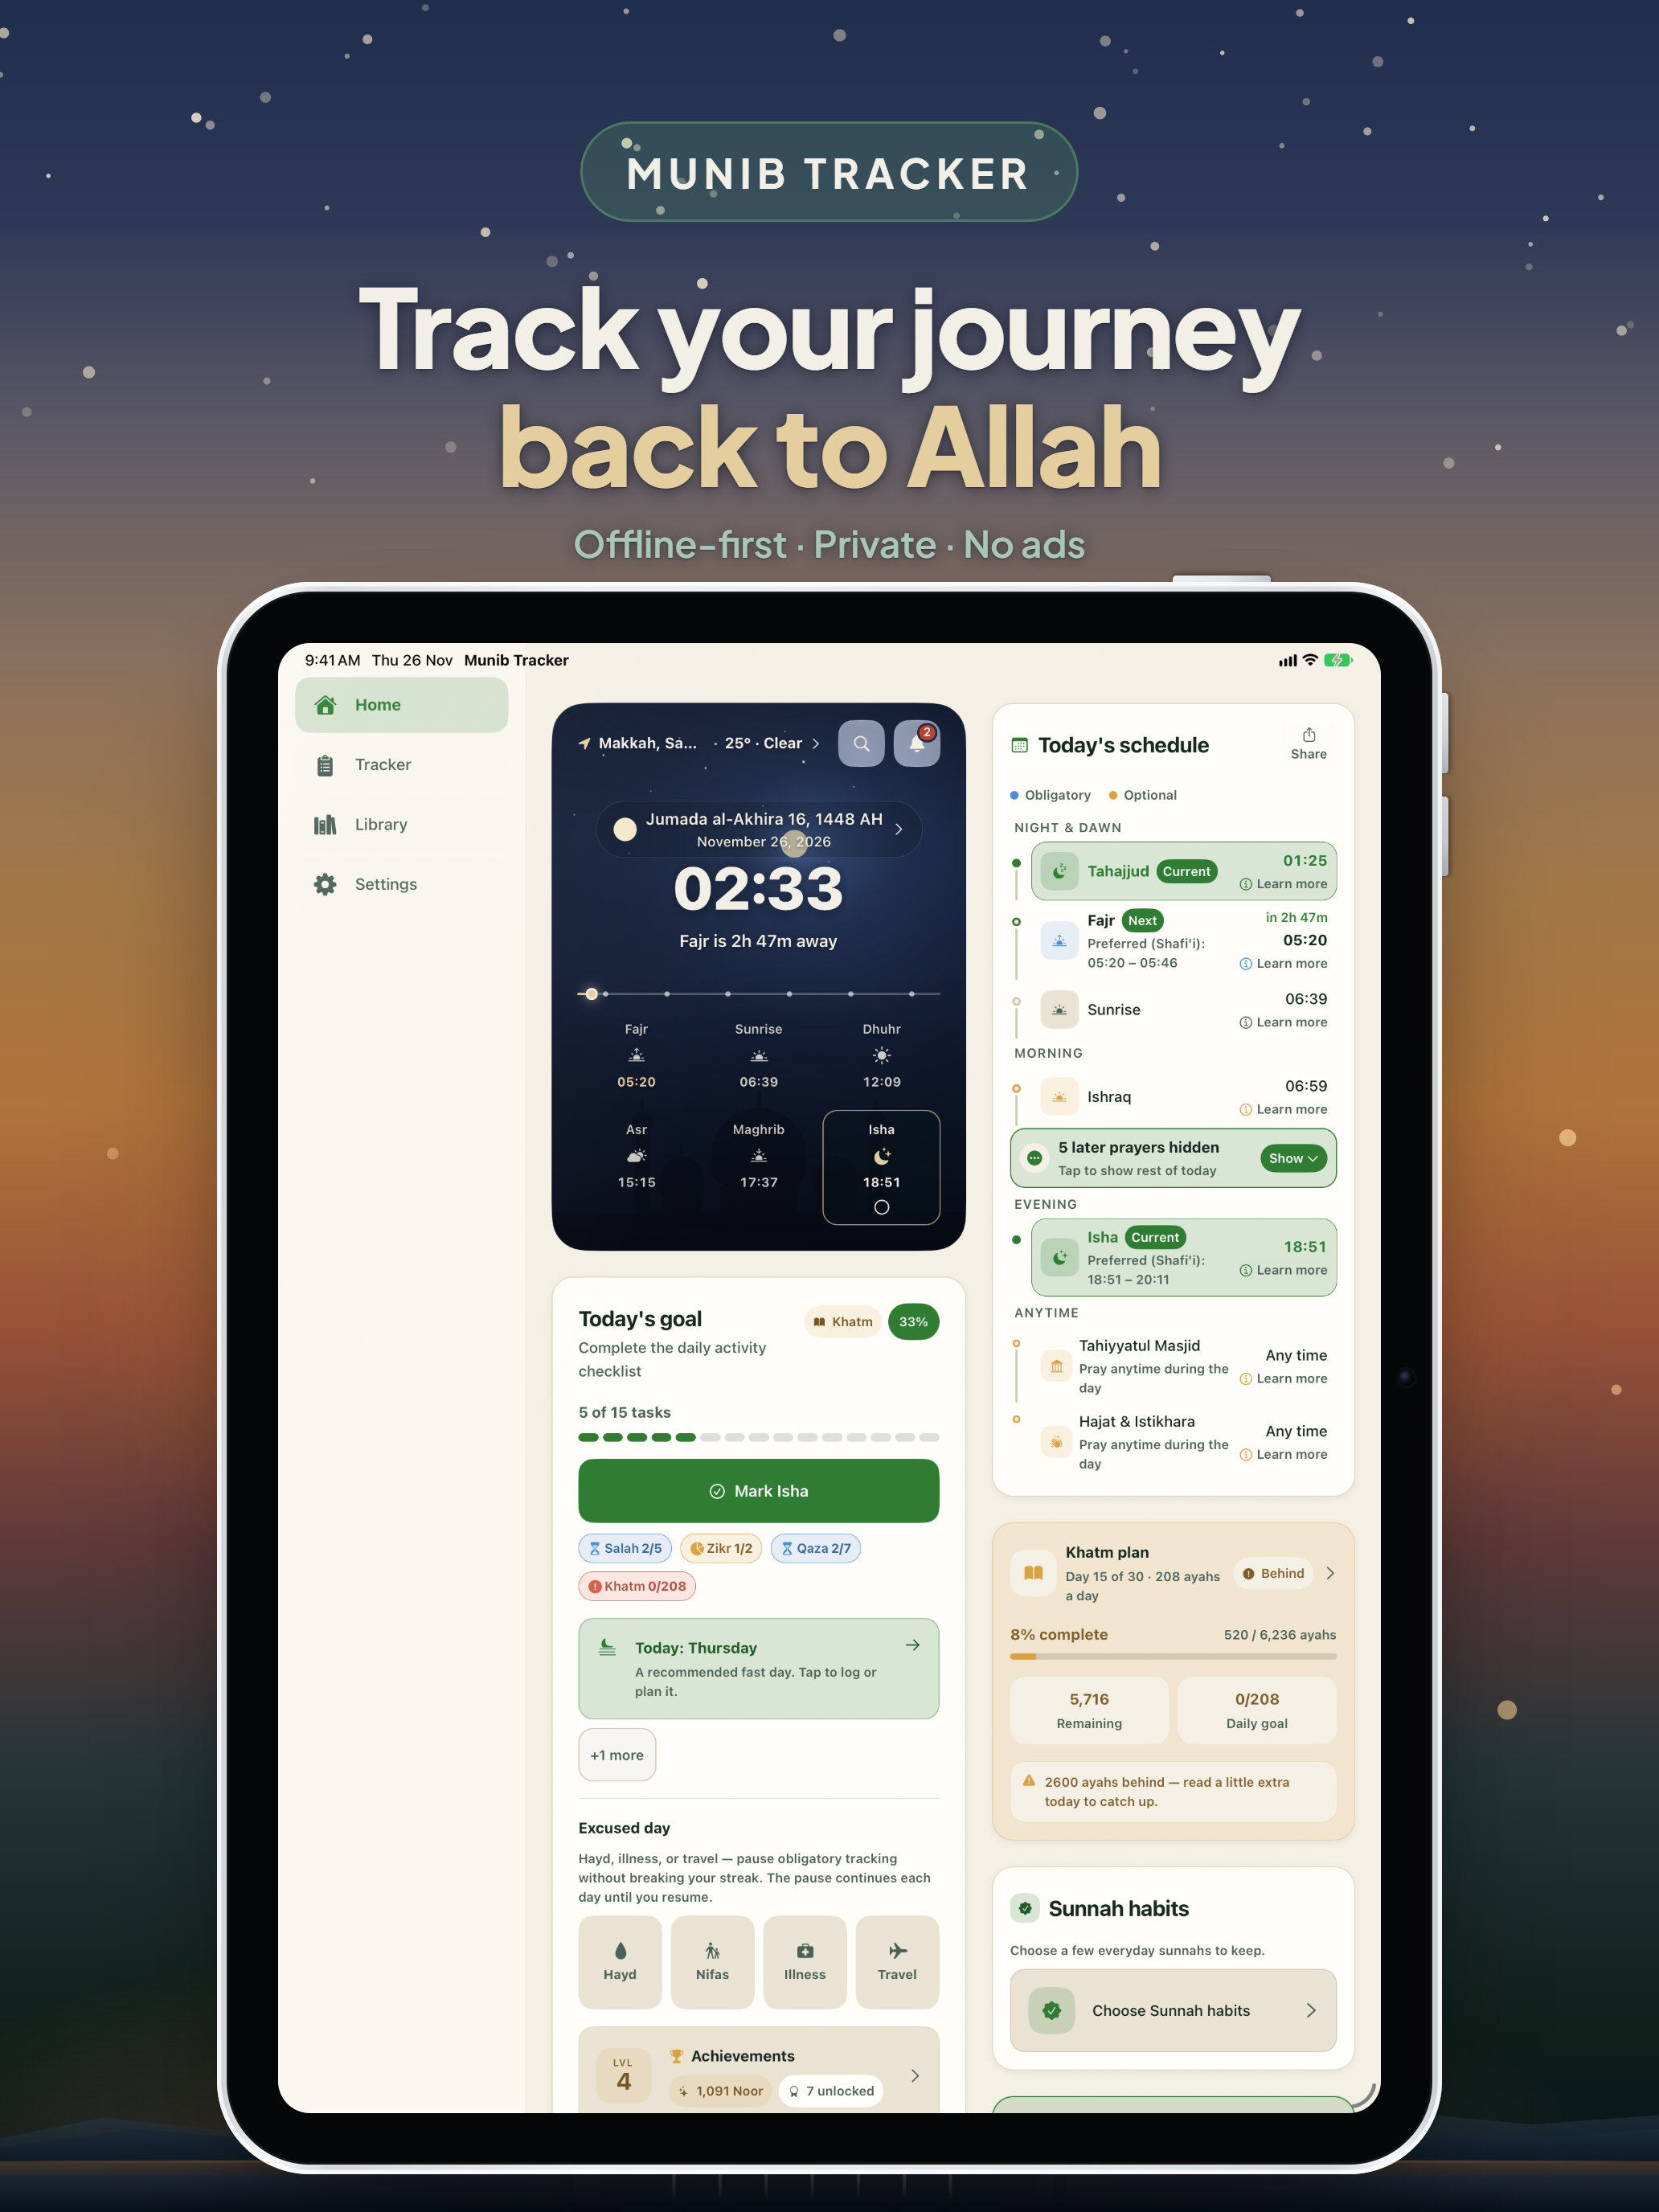 MUNIB TRACKER
Track your journey
back to Allah
Offline-first · Private · No ads
9:41 AM Thu 26 Nov Munib Tracker
Home
Tracker
Library
Settings
Makkah, Sa... · 25° · Clear
2
Jumada al-Akhira 16, 1448 AH
November 26, 2026
02:33
Fajr is 2h 47m away
Fajr Sunrise Dhuhr
05:20 06:39 12:09
Asr Maghrib Isha
15:15 17:37 18:51
Today's goal
Khatm 33%
Complete the daily activity
checklist
5 of 15 tasks
Mark Isha
Salah 2/5 Zikr 1/2 Qaza 2/7
Khatm 0/208
Today: Thursday
A recommended fast day. Tap to log or
plan it.
+1 more
Excused day
Hayd, illness, or travel — pause obligatory tracking
without breaking your streak. The pause continues each
day until you resume.
Hayd Nifas Illness Travel
LVL
4
Achievements
1,091 Noor 7 unlocked
Today's schedule
Share
Obligatory Optional
NIGHT & DAWN
Tahajjud Current 01:25
Learn more
Fajr Next in 2h 47m
Preferred (Shafi'i): 05:20
05:20 – 05:46 Learn more
Sunrise 06:39
Learn more
MORNING
Ishraq 06:59
Learn more
5 later prayers hidden
Tap to show rest of today
Show
EVENING
Isha Current 18:51
Preferred (Shafi'i): Learn more
18:51 – 20:11
ANYTIME
Tahiyyatul Masjid Any time
Pray anytime during the Learn more
day
Hajat & Istikhara Any time
Pray anytime during the Learn more
day
Khatm plan
Day 15 of 30 · 208 ayahs
a day
Behind
8% complete 520 / 6,236 ayahs
5,716 0/208
Remaining Daily goal
2600 ayahs behind — read a little extra
today to catch up.
Sunnah habits
Choose a few everyday sunnahs to keep.
Choose Sunnah habits